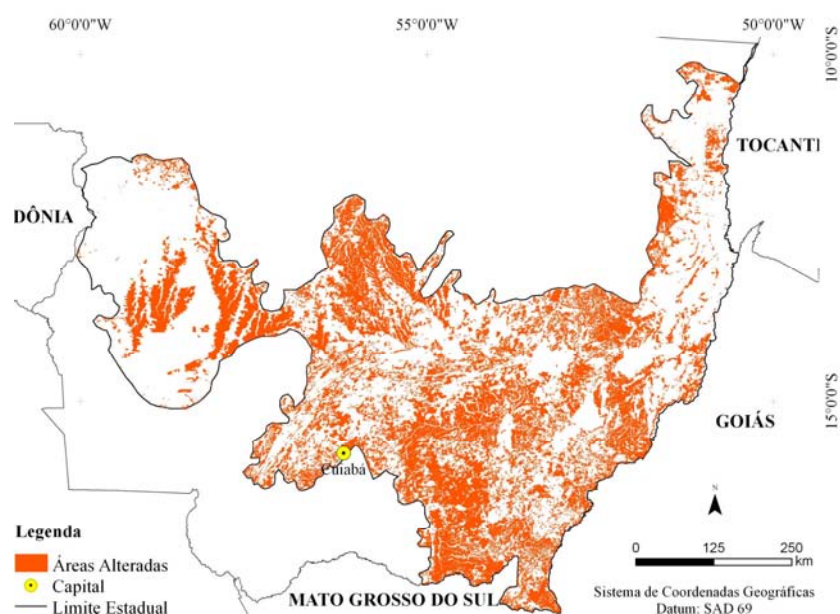 60°0'0"W
55°0'0"W
50°0'0"W
10°0'0"S
TOCANTI
DÔNIA
15°0'0"S
GOIÁS
Cuiabá
N
Legenda
Áreas Alteradas
Capital
Limite Estadual
MATO GROSSO DO SUL
0 125 250
km
Sistema de Coordenadas Geográficas
Datum: SAD 69